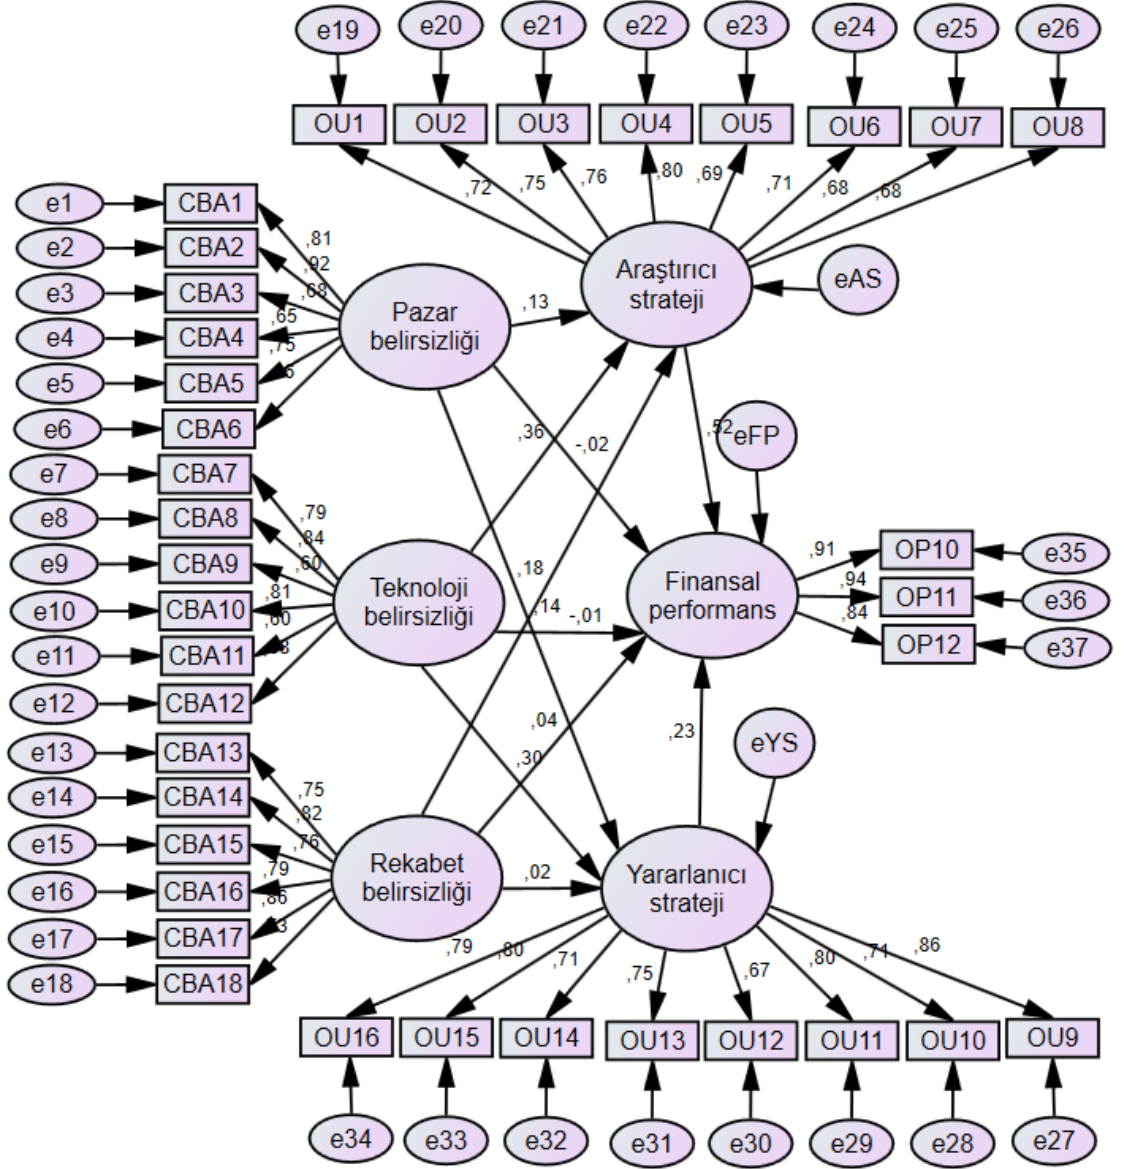 e19
e20
e21
e22
e23
e24
e25
e26
OU1
OU2
OU3
OU4
OU5
OU6
OU7
OU8
,72
,75
,76
,80
,69
,71
,68
,68
e1
CBA1
e2
CBA2
e3
CBA3
e4
CBA4
e5
CBA5
e6
CBA6
,81
,92
,68
,65
,75
Pazar
belirsizliği
Araştırıcı
strateji
eAS
,13
,36
-,02
,52
eFP
e7
CBA7
e8
CBA8
e9
CBA9
e10
CBA10
e11
CBA11
e12
CBA12
,79
,84
,60
,81
,60
Teknoloji
belirsizliği
,18
,14
-,01
Finansal
performans
,91
,94
,84
OP10
e35
OP11
e36
OP12
e37
,04
,30
,23
eYS
e13
CBA13
e14
CBA14
e15
CBA15
e16
CBA16
e17
CBA17
e18
CBA18
,75
,82
,76
,79
,86
Rekabet
belirsizliği
,02
Yararlanıcı
strateji
,79
,80
,71
,75
,67
,80
,71
,86
OU16
OU15
OU14
OU13
OU12
OU11
OU10
OU9
e34
e33
e32
e31
e30
e29
e28
e27